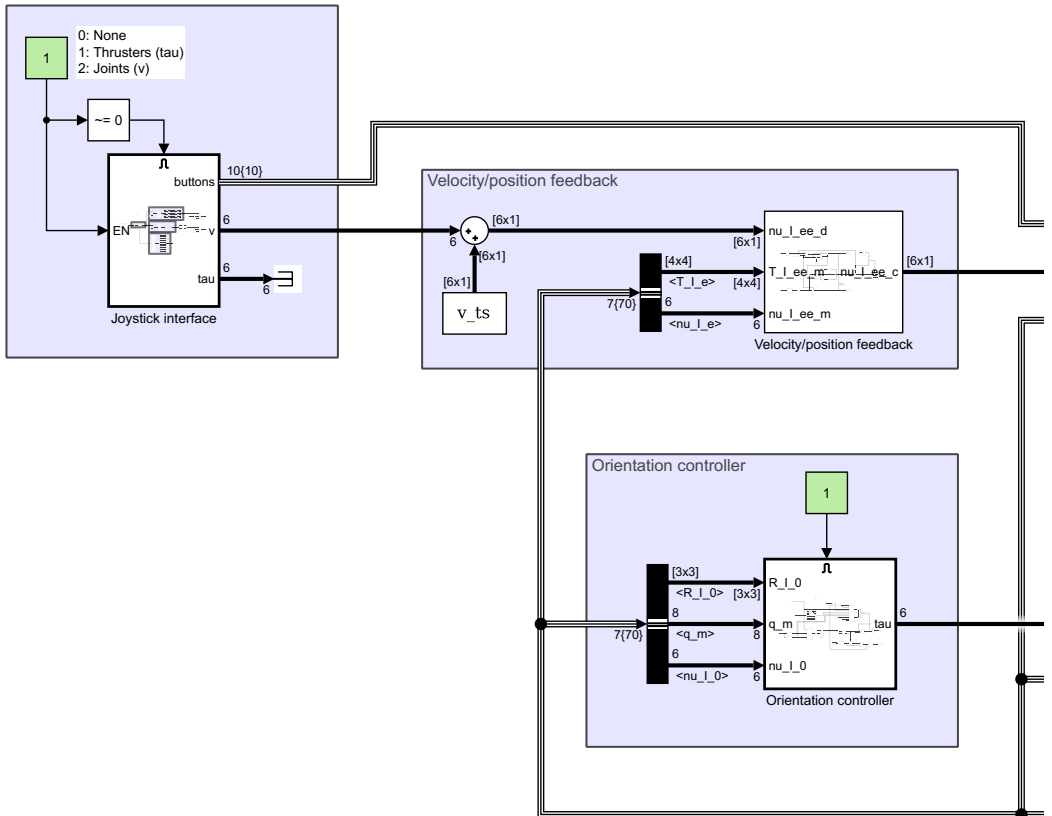 0: None
1: Thrusters (tau)
2: Joints (v)
1
~= 0
buttons
10{10}
EN
v
6
tau
6
6
Joystick interface
Velocity/position feedback
6
[6x1]
[6x1]
[6x1]
v_ts
[6x1]
nu_I_ee_d
[4x4]
<T_I_e>
[4x4]
T_I_ee_m
nu_I_ee_c
[6x1]
7{70}
6
<nu_I_e>
6
nu_I_ee_m
Velocity/position feedback
Orientation controller
1
[3x3]
<R_I_0>
[3x3]
R_I_0
7{70}
8
<q_m>
8
q_m
tau
6
6
<nu_I_0>
6
nu_I_0
Orientation controller